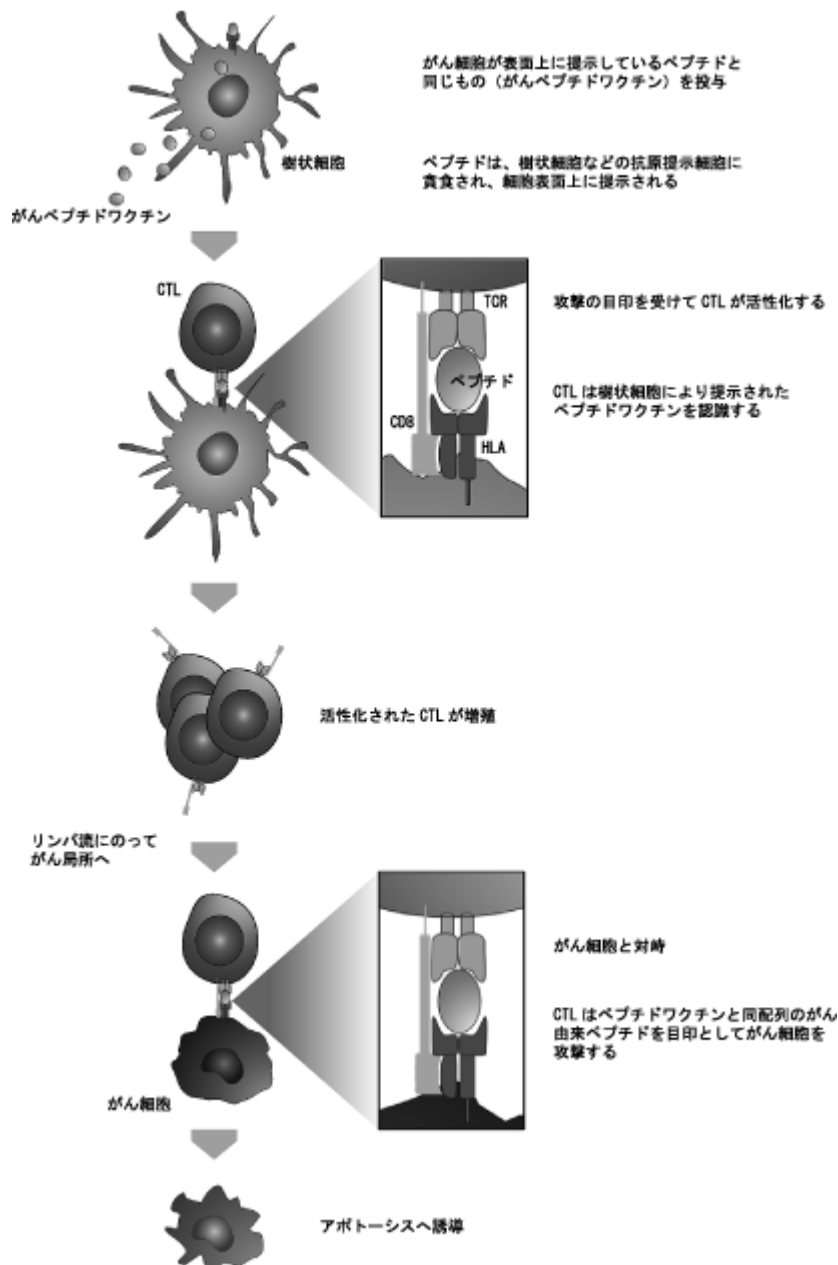 がん細胞が表面上に提示しているペプチドと
同じもの（がんペプチドワクチン）を投与
樹状細胞
ペプチドは、樹状細胞などの抗原提示細胞に
貪食され、細胞表面上に提示される
がんペプチドワクチン
CTL
TCR
攻撃の目印を受けて CTL が活性化する
ペプチド
CTL は樹状細胞により提示された
ペプチドワクチンを認識する
CD8
HLA
活性化された CTL が増殖
リンパ流にのって
がん局所へ
がん細胞と対峙
CTL はペプチドワクチンと同配列のがん
由来ペプチドを目印としてがん細胞を
攻撃する
がん細胞
アポトーシスへ誘導